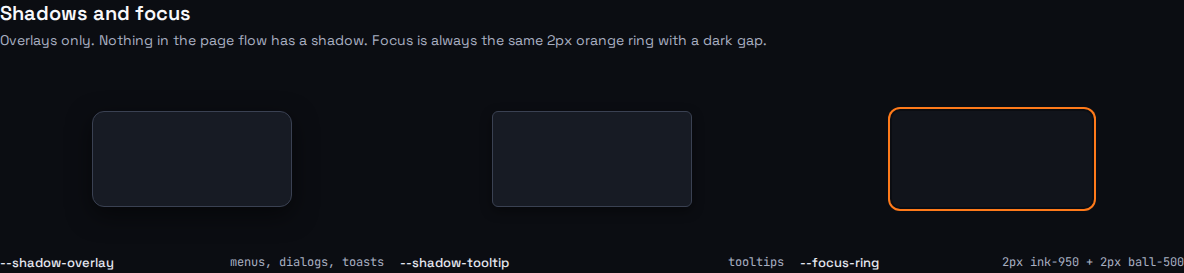 Shadows and focus
Overlays only. Nothing in the page flow has a shadow. Focus is always the same 2px orange ring with a dark gap.
--shadow-overlay menus, dialogs, toasts --shadow-tooltip tooltips --focus-ring 2px ink-950 + 2px ball-500